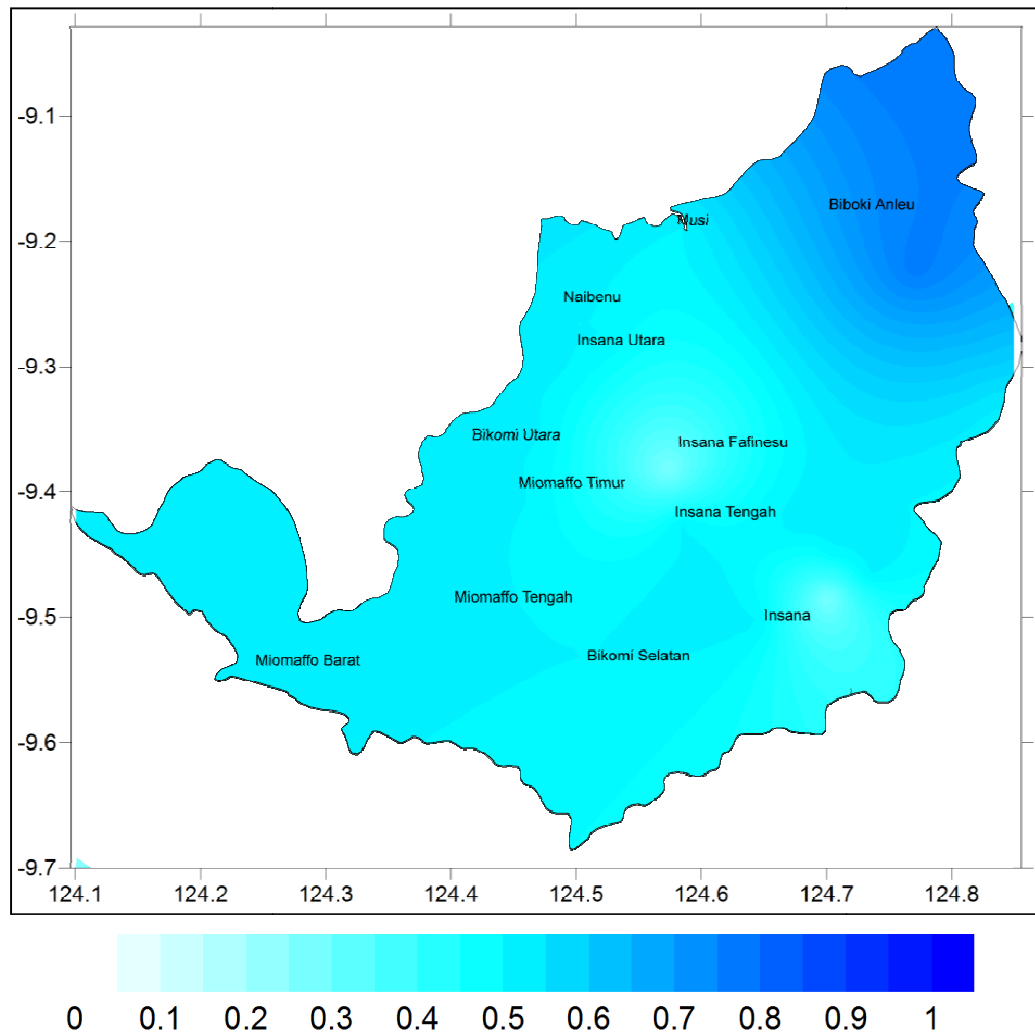 -9.1
Biboki Anleu
-9.2
Musi
Naibenu
-9.3
Insana Utara
Bikomi Utara
Insana Fafinesu
-9.4
Miomaffo Timur
Insana Tengah
Miomaffo Tengah
-9.5
Insana
Miomaffo Barat
Bikomi Selatan
-9.6
-9.7
124.1 124.2 124.3 124.4 124.5 124.6 124.7 124.8
0 0.1 0.2 0.3 0.4 0.5 0.6 0.7 0.8 0.9 1